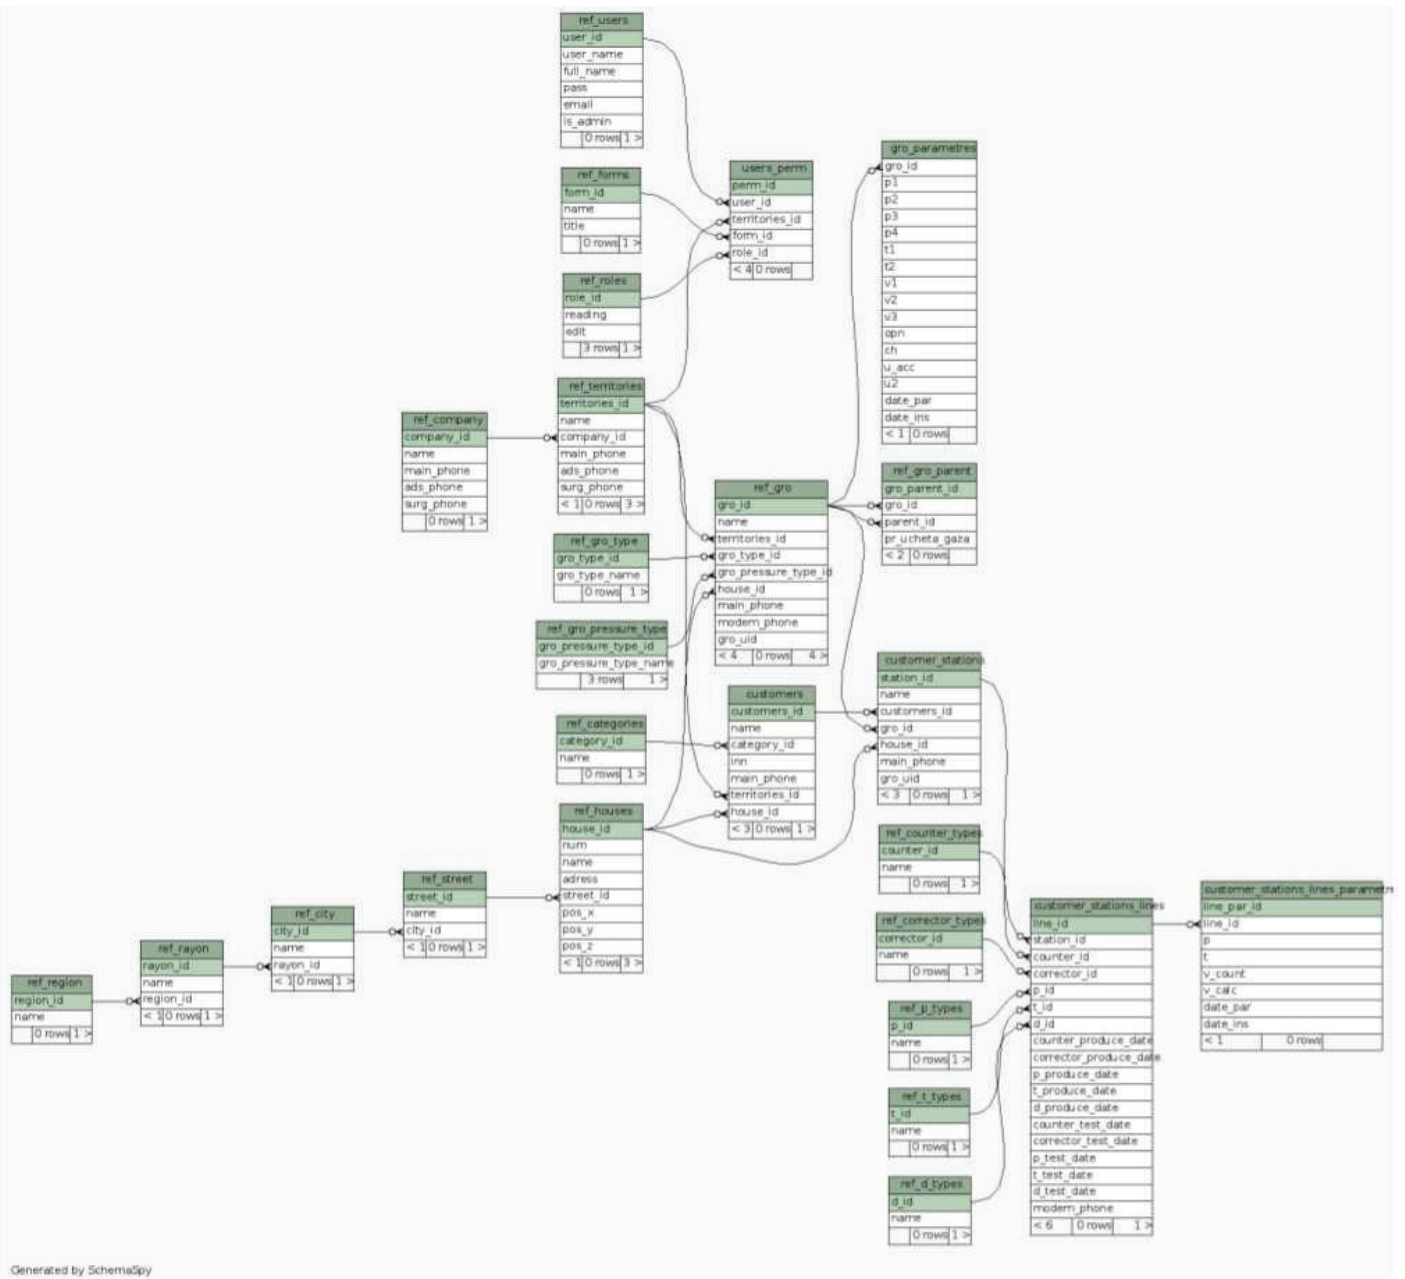 ref_users
user_id
user_name
full_name
pass
email
is_admin
0 rows 1 >
ref_forms
form_id
name
title
0 rows 1 >
ref_roles
role_id
reading
edit
3 rows 1 >
users_perm
perm_id
user_id
territories_id
form_id
role_id
< 4 0 rows
gro_parametres
gro_id
p1
p2
p3
p4
t1
t2
v1
v2
v3
opn
ch
u_acc
u2
date_par
date_ins
< 1 0 rows
ref_company
company_id
name
main_phone
ads_phone
surg_phone
0 rows 1 >
ref_territories
territories_id
name
company_id
main_phone
ads_phone
surg_phone
< 1 0 rows 3 >
ref_gro_type
gro_type_id
gro_type_name
0 rows 1 >
ref_gro_pressure_type
gro_pressure_type_id
gro_pressure_type_name
3 rows 1 >
ref_gro
gro_id
name
territories_id
gro_type_id
gro_pressure_type_id
house_id
main_phone
modem_phone
gro_uid
< 4 0 rows 4 >
ref_gro_parent
gro_parent_id
gro_id
parent_id
pr_ucheta_gaza
< 2 0 rows
ref_categories
category_id
name
0 rows 1 >
customers
customers_id
name
category_id
inn
main_phone
territories_id
house_id
< 3 0 rows 1 >
customer_stations
station_id
name
customers_id
gro_id
house_id
main_phone
gro_uid
< 3 0 rows 1 >
ref_region
region_id
name
0 rows 1 >
ref_rayon
rayon_id
name
region_id
< 1 0 rows 1 >
ref_city
city_id
name
rayon_id
< 1 0 rows 1 >
ref_street
street_id
name
city_id
< 1 0 rows 1 >
ref_houses
house_id
num
name
adress
street_id
pos_x
pos_y
pos_z
< 1 0 rows 3 >
ref_counter_types
counter_id
name
0 rows 1 >
ref_corrector_types
corrector_id
name
0 rows 1 >
ref_p_types
p_id
name
0 rows 1 >
ref_t_types
t_id
name
0 rows 1 >
ref_d_types
d_id
name
0 rows 1 >
customer_stations_lines
line_id
station_id
counter_id
corrector_id
p_id
t_id
d_id
counter_produce_date
corrector_produce_date
p_produce_date
t_produce_date
d_produce_date
counter_test_date
corrector_test_date
p_test_date
t_test_date
d_test_date
modem_phone
< 6 0 rows 1 >
customer_stations_lines_parametr
line_par_id
line_id
p
t
v_count
v_calc
date_par
date_ins
< 1 0 rows
Generated by SchemaSpy